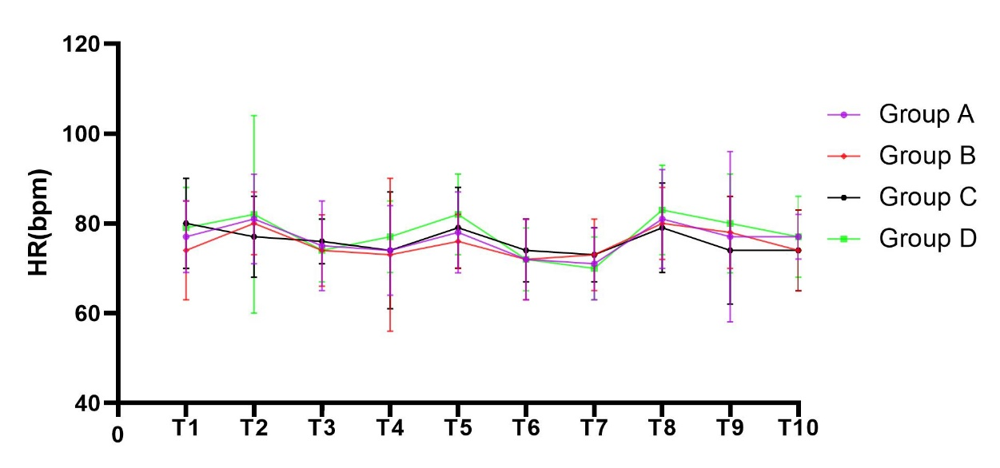 120
100
80
60
40
HR(bpm)
0
T1 T2 T3 T4 T5 T6 T7 T8 T9 T10
Group A
Group B
Group C
Group D